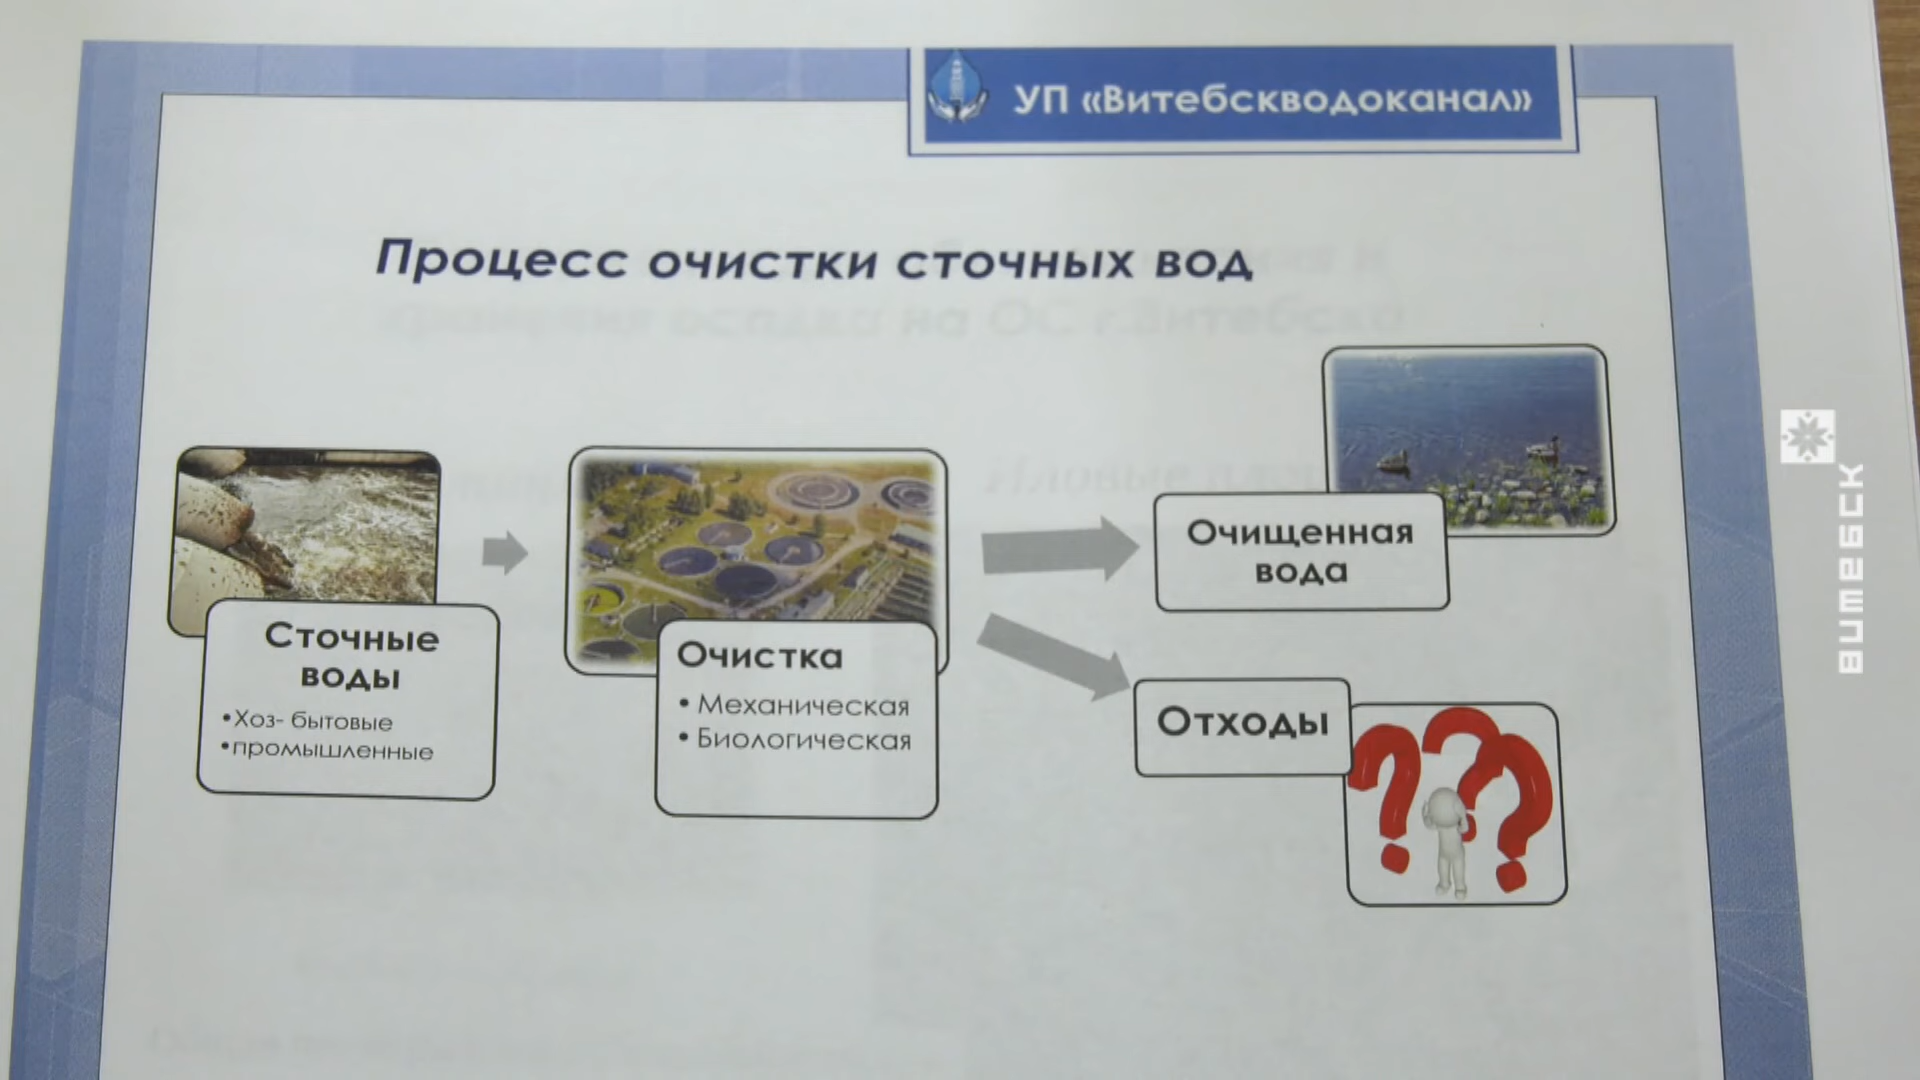 УП «Витебскводоканал»
Процесс очистки сточных вод
Сточные
воды
•Хоз- бытовые
•промышленные
Очистка
• Механическая
• Биологическая
Очищенная
вода
Отходы
витебск